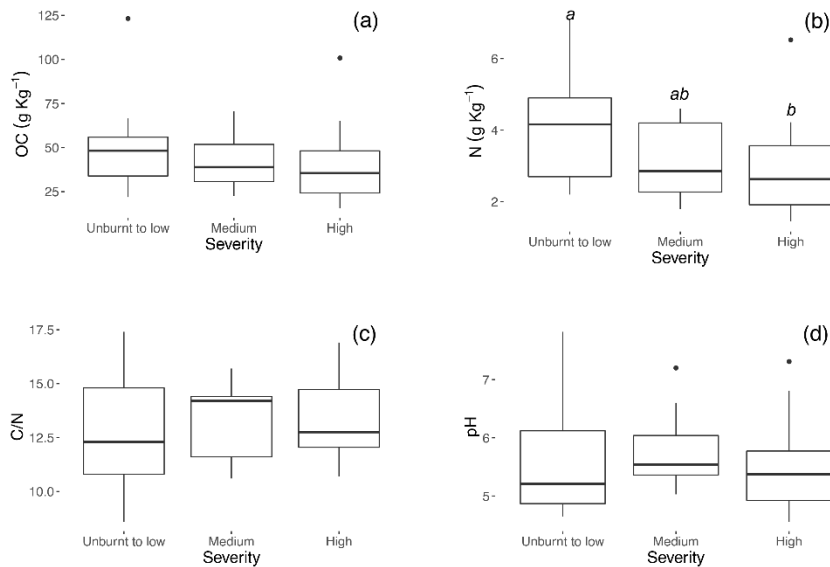 (a)
125
100
75
50
25
OC (g Kg⁻¹)
Unburnt to low Medium High
Severity
(b)
a
ab
b
6
4
2
N (g Kg⁻¹)
Unburnt to low Medium High
Severity
(c)
17.5
15.0
12.5
10.0
C/N
Unburnt to low Medium High
Severity
(d)
7
6
5
pH
Unburnt to low Medium High
Severity